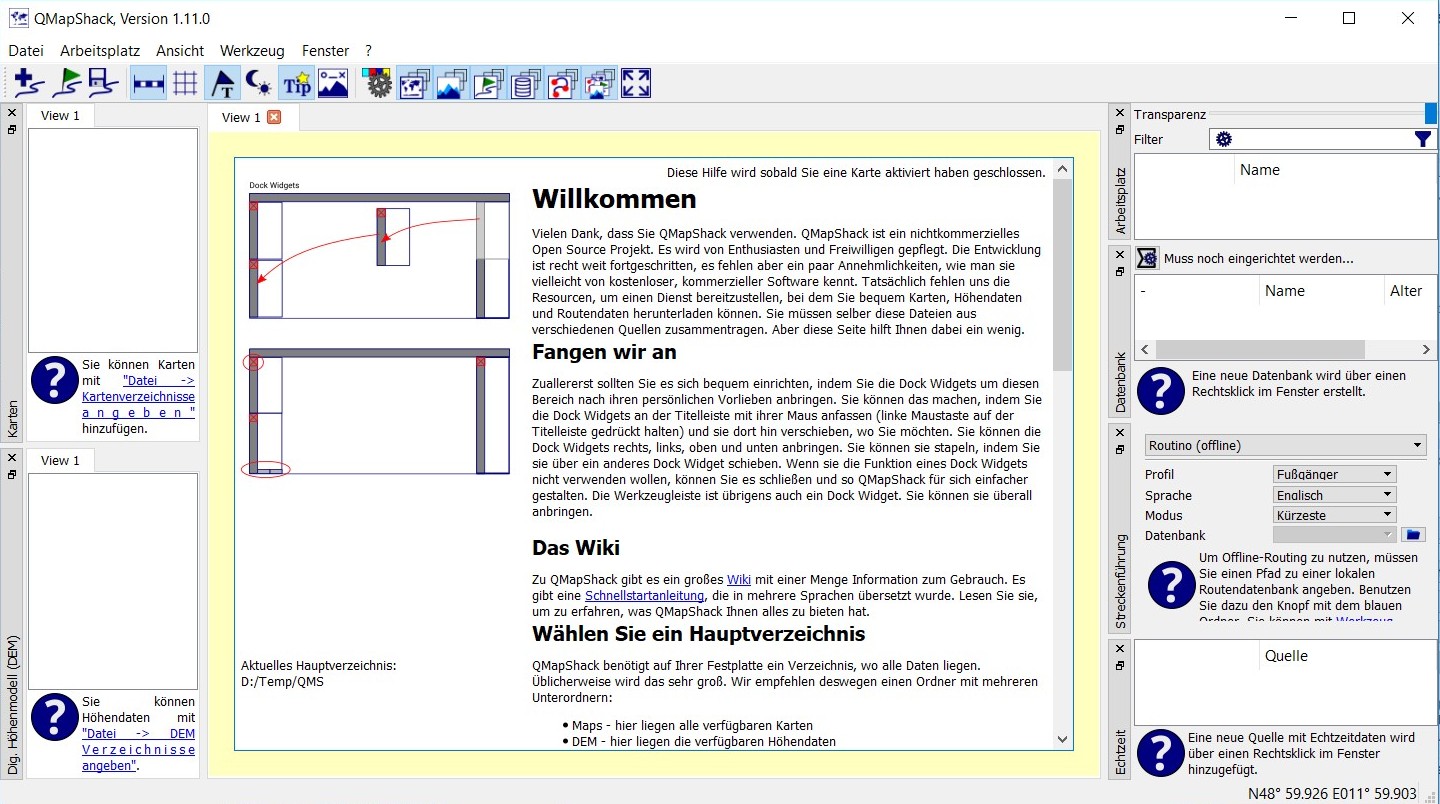 QMapShack, Version 1.11.0
Datei Arbeitsplatz Ansicht Werkzeug Fenster ?
T Tip
View 1
Sie können Karten
mit "Datei ->
Kartenverzeichnisse
angeben"
hinzufügen.
Karten
View 1
Sie können
Höhendaten mit
"Datei -> DEM
Verzeichnisse
angeben".
Dig. Höhenmodell (DEM)
View 1
Diese Hilfe wird sobald Sie eine Karte aktiviert haben geschlossen.
Dock Widgets
Willkommen
Vielen Dank, dass Sie QMapShack verwenden. QMapShack ist ein nichtkommerzielles
Open Source Projekt. Es wird von Enthusiasten und Freiwilligen gepflegt. Die Entwicklung
ist recht weit fortgeschritten, es fehlen aber ein paar Annehmlichkeiten, wie man sie
vielleicht von kostenloser, kommerzieller Software kennt. Tatsächlich fehlen uns die
Resourcen, um einen Dienst bereitzustellen, bei dem Sie bequem Karten, Höhendaten
und Routendaten herunterladen können. Sie müssen selber diese Dateien aus
verschiedenen Quellen zusammentragen. Aber diese Seite hilft Ihnen dabei ein wenig.
Fangen wir an
Zuallererst sollten Sie es sich bequem einrichten, indem Sie die Dock Widgets um diesen
Bereich nach ihren persönlichen Vorlieben anbringen. Sie können das machen, indem Sie
die Dock Widgets an der Titelleiste mit ihrer Maus anfassen (linke Maustaste auf der
Titelleiste gedrückt halten) und sie dort hin verschieben, wo Sie möchten. Sie können die
Dock Widgets rechts, links, oben und unten anbringen. Sie können sie stapeln, indem Sie
sie über ein anderes Dock Widget schieben. Wenn sie die Funktion eines Dock Widgets
nicht verwenden wollen, können Sie es schließen und so QMapShack für sich einfacher
gestalten. Die Werkzeugleiste ist übrigens auch ein Dock Widget. Sie können sie überall
anbringen.
Das Wiki
Zu QMapShack gibt es ein großes Wiki mit einer Menge Information zum Gebrauch. Es
gibt eine Schnellstartanleitung, die in mehrere Sprachen übersetzt wurde. Lesen Sie sie,
um zu erfahren, was QMapShack Ihnen alles zu bieten hat.
Wählen Sie ein Hauptverzeichnis
Aktuelles Hauptverzeichnis:
D:/Temp/QMS
QMapShack benötigt auf Ihrer Festplatte ein Verzeichnis, wo alle Daten liegen.
Üblicherweise wird das sehr groß. Wir empfehlen deswegen einen Ordner mit mehreren
Unterordnern:
• Maps - hier liegen alle verfügbaren Karten
• DEM - hier liegen die verfügbaren Höhendaten
Transparenz
Filter
Name
Arbeitsplatz
Muss noch eingerichtet werden...
- Name Alter
Eine neue Datenbank wird über einen
Rechtsklick im Fenster erstellt.
Datenbank
Routino (offline)
Profil Fußgänger
Sprache Englisch
Modus Kürzeste
Datenbank
Um Offline-Routing zu nutzen, müssen
Sie einen Pfad zu einer lokalen
Routendatenbank angeben. Benutzen
Sie dazu den Knopf mit dem blauen
Ordner. Sie können mit Werkzeug
Streckenführung
Quelle
Eine neue Quelle mit Echtzeitdaten wird
über einen Rechtsklick im Fenster
hinzugefügt.
Echtzeit
N48° 59.926 E011° 59.903